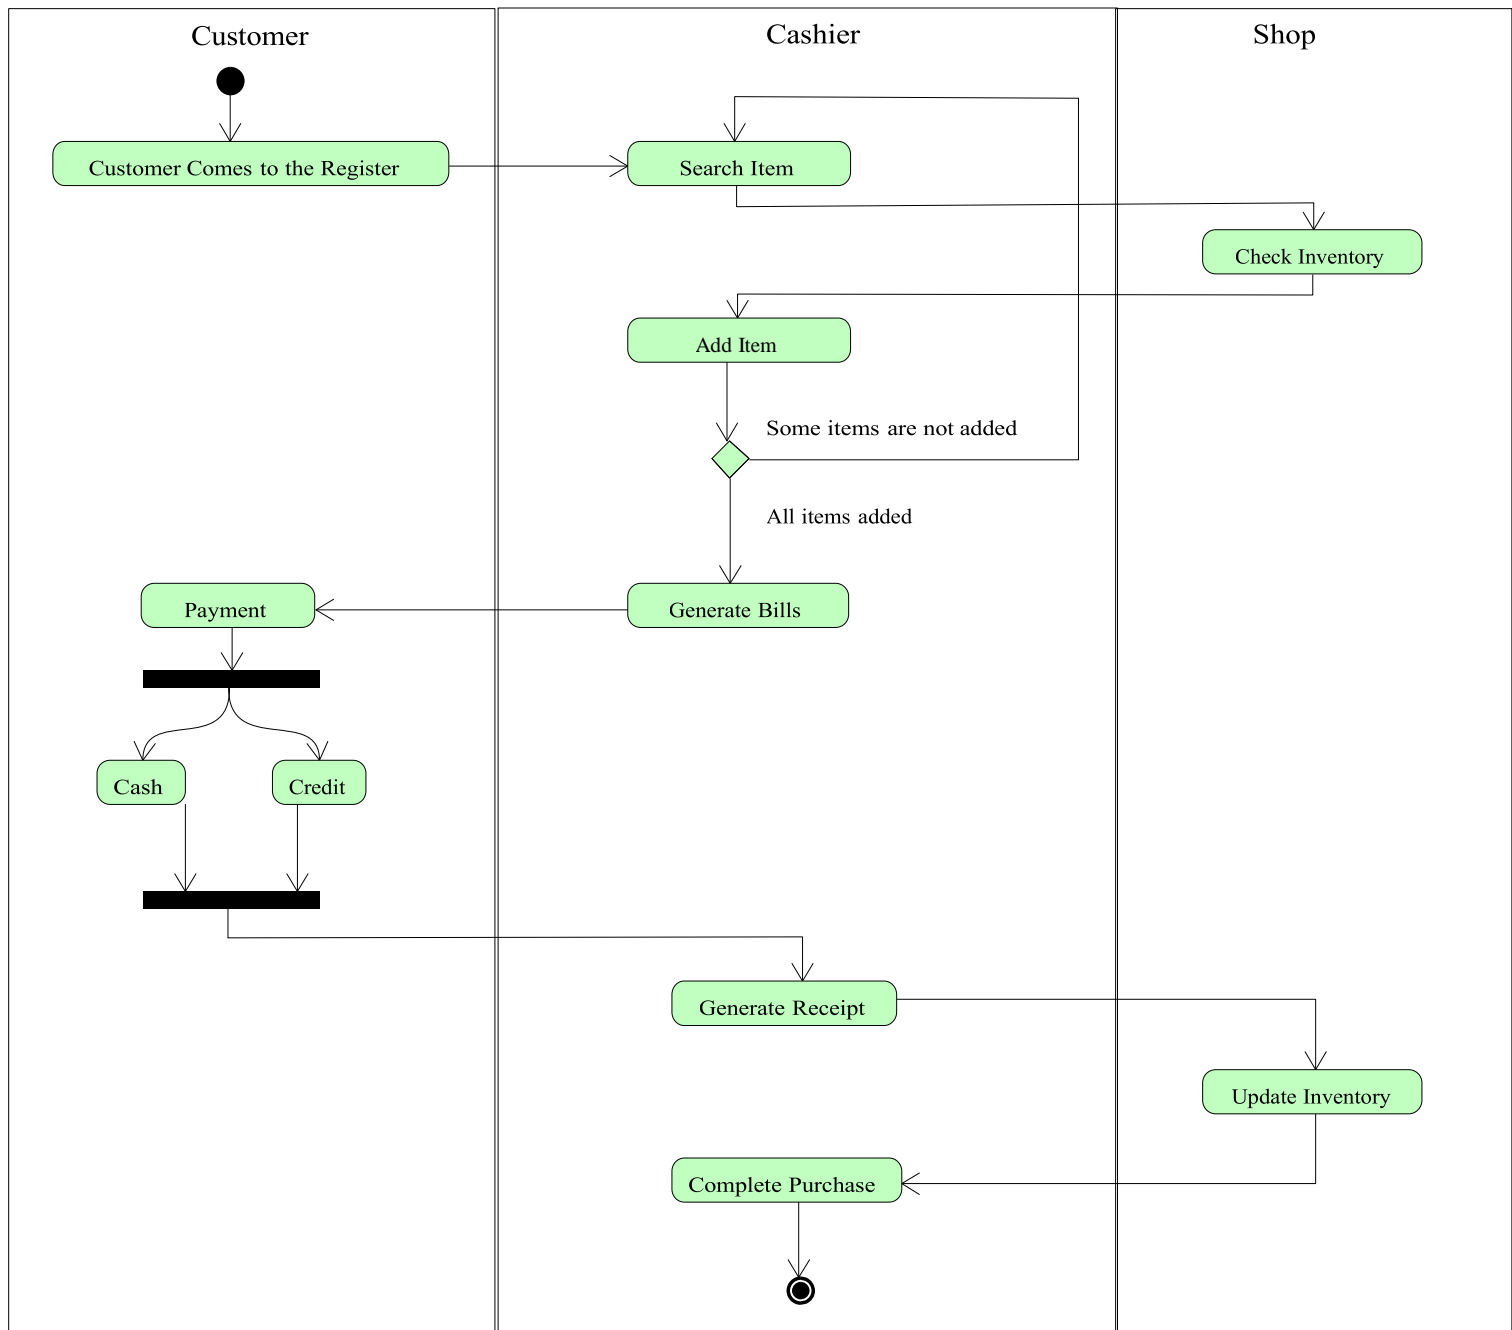 Customer
Cashier
Shop
Customer Comes to the Register
Search Item
Check Inventory
Add Item
Some items are not added
All items added
Payment
Generate Bills
Cash
Credit
Generate Receipt
Update Inventory
Complete Purchase